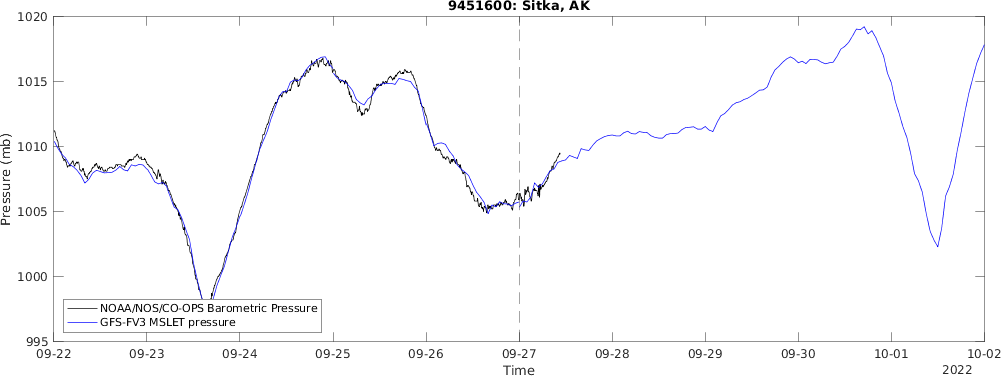 9451600: Sitka, AK
1020
1015
1010
1005
1000
995
Pressure (mb)
NOAA/NOS/CO-OPS Barometric Pressure
GFS-FV3 MSLET pressure
09-22 09-23 09-24 09-25 09-26 09-27 09-28 09-29 09-30 10-01 10-02
Time
2022